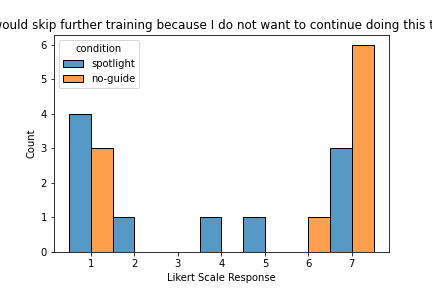 would skip further training because I do not want to continue doing this
condition
spotlight
no-guide
6
5
4
3
2
1
0
Count
1 2 3 4 5 6 7
Likert Scale Response